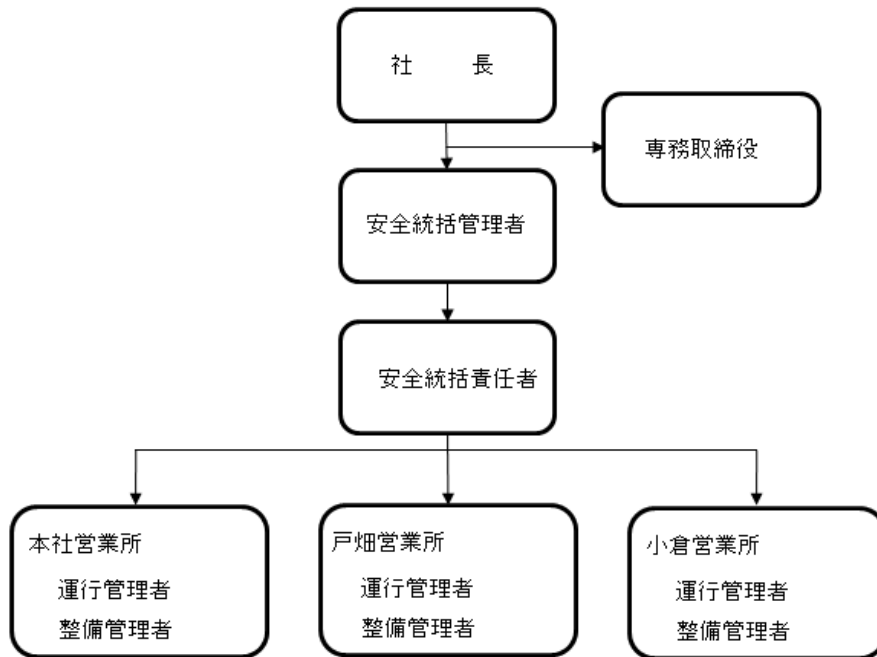 社　　長
専務取締役
安全統括管理者
安全統括責任者
本社営業所
運行管理者
整備管理者
戸畑営業所
運行管理者
整備管理者
小倉営業所
運行管理者
整備管理者